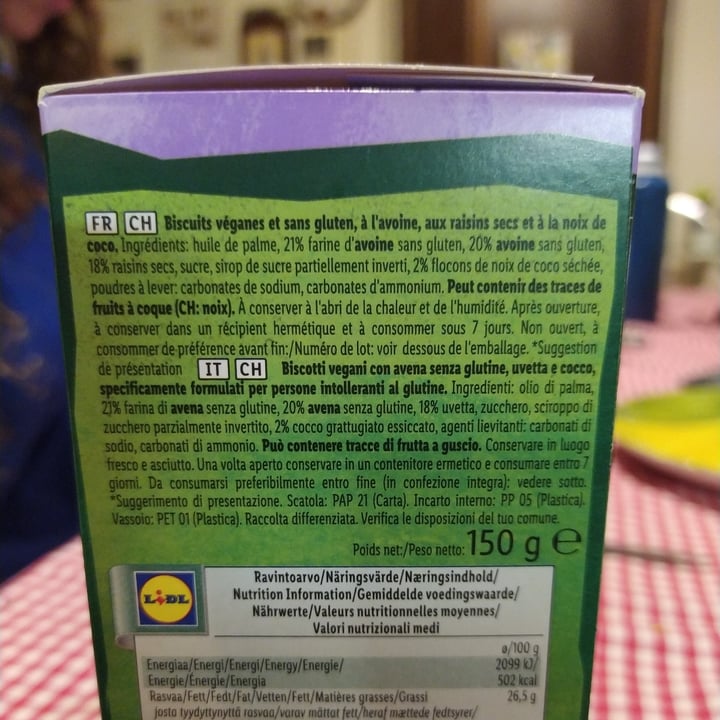 FR CH Biscuits véganes et sans gluten, à l'avoine, aux raisins secs et à la noix de
coco. Ingrédients: huile de palme, 21% farine d'avoine sans gluten, 20% avoine sans gluten,
18% raisins secs, sucre, sirop de sucre partiellement inverti, 2% flocons de noix de coco séchée,
poudres à lever: carbonates de sodium, carbonates d'ammonium. Peut contenir des traces de
fruits à coque (CH: noix). À conserver à l'abri de la chaleur et de l'humidité. Après ouverture,
à conserver dans un récipient hermétique et à consommer sous 7 jours. Non ouvert, à
consommer de préférence avant fin:/Numéro de lot: voir dessous de l'emballage. *Suggestion
de présentation IT CH Biscotti vegani con avena senza glutine, uvetta e cocco,
specificamente formulati per persone intolleranti al glutine. Ingredienti: olio di palma,
21% farina di avena senza glutine, 20% avena senza glutine, 18% uvetta, zucchero, sciroppo di
zucchero parzialmente invertito, 2% cocco grattugiato essiccato, agenti lievitanti: carbonati di
sodio, carbonati di ammonio. Può contenere tracce di frutta a guscio. Conservare in luogo
fresco e asciutto. Una volta aperto conservare in un contenitore ermetico e consumare entro 7
giorni. Da consumarsi preferibilmente entro fine (in confezione integra): vedere sotto.
*Suggerimento di presentazione. Scatola: PAP 21 (Carta). Incarto interno: PP 05 (Plastica).
Vassoio: PET 01 (Plastica). Raccolta differenziata. Verifica le disposizioni del tuo comune.
Poids net:/Peso netto: 150 g e
LIDL
Ravintoarvo/Näringsvärde/Næringsindhold/
Nutrition Information/Gemiddelde voedingswaarde/
Nährwerte/Valeurs nutritionnelles moyennes/
Valori nutrizionali medi
ø/100 g
Energiaa/Energi/Energi/Energy/Energie/ 2099 kJ/
Energie/Énergie/Energia 502 kcal
Rasvaa/Fett/Fedt/Fat/Vetten/Fett/Matières grasses/Grassi 26,5 g
josta tyydyttynyttä rasvaa/varav mättat fett/heraf mættede fedtsyrer/